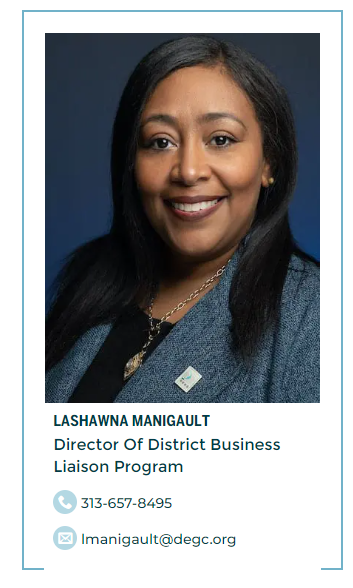 LASHAWNA MANIGAULT
Director Of District Business
Liaison Program
313-657-8495
lmanigault@degc.org